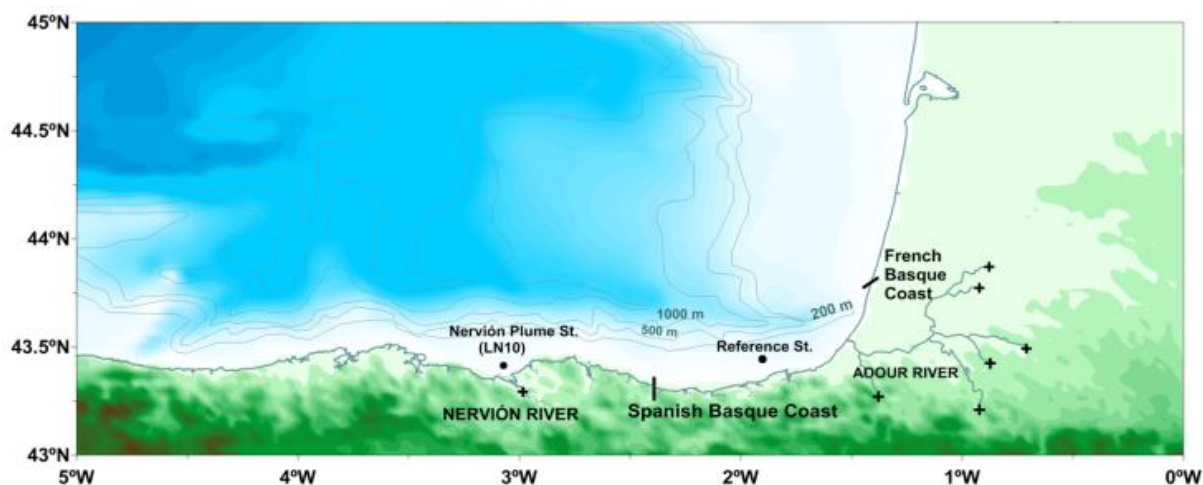 45ºN
44.5ºN
44ºN
43.5ºN
43ºN
French
Basque
Coast
200 m
1000 m
500 m
Nervión Plume St.
(LN10)
Reference St.
ADOUR RIVER
NERVIÓN RIVER
Spanish Basque Coast
5ºW
4ºW
3ºW
2ºW
1ºW
0ºW